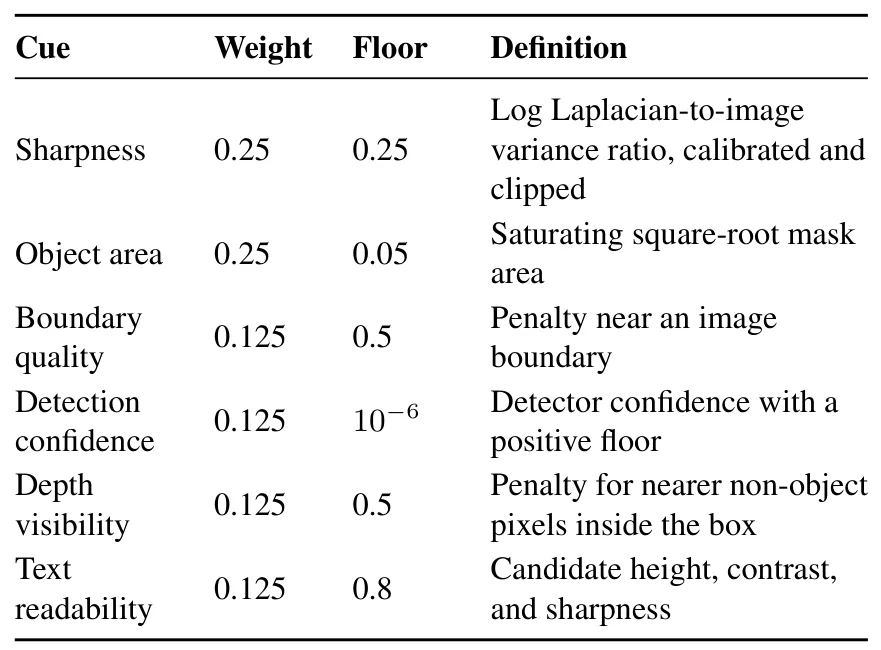 Cue Weight Floor Definition
Sharpness 0.25 0.25 Log Laplacian-to-image variance ratio, calibrated and clipped
Object area 0.25 0.05 Saturating square-root mask area
Boundary quality 0.125 0.5 Penalty near an image boundary
Detection confidence 0.125 10⁻⁶ Detector confidence with a positive floor
Depth visibility 0.125 0.5 Penalty for nearer non-object pixels inside the box
Text readability 0.125 0.8 Candidate height, contrast, and sharpness